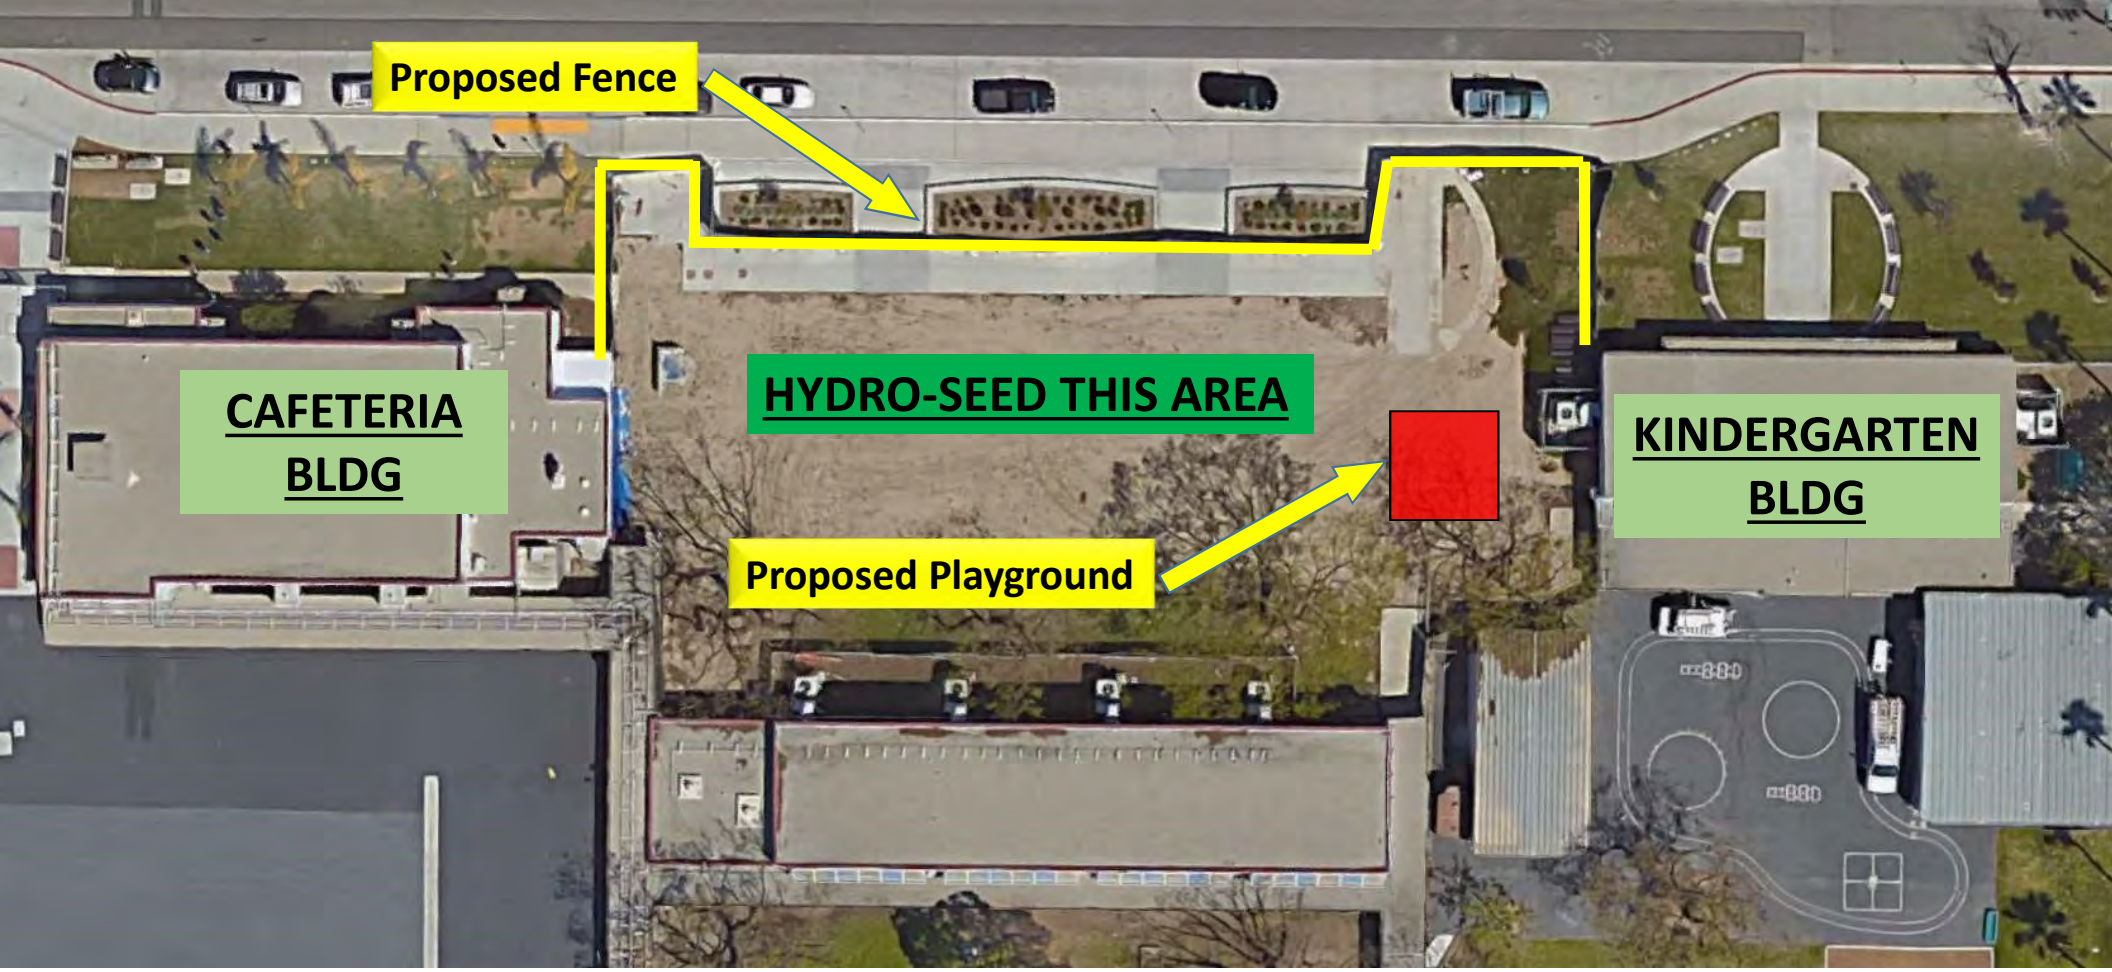 Proposed Fence
HYDRO-SEED THIS AREA
CAFETERIA
BLDG
KINDERGARTEN
BLDG
Proposed Playground